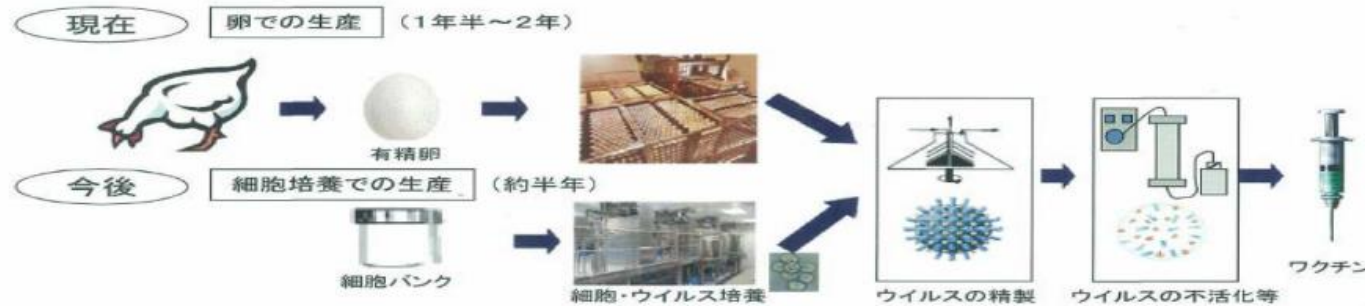 現在 卵での生産 (1年半～2年)
有精卵
今後 細胞培養での生産 (約半年)
細胞バンク
細胞・ウイルス培養
ウイルスの精製
ウイルスの不活化等
ワクチン